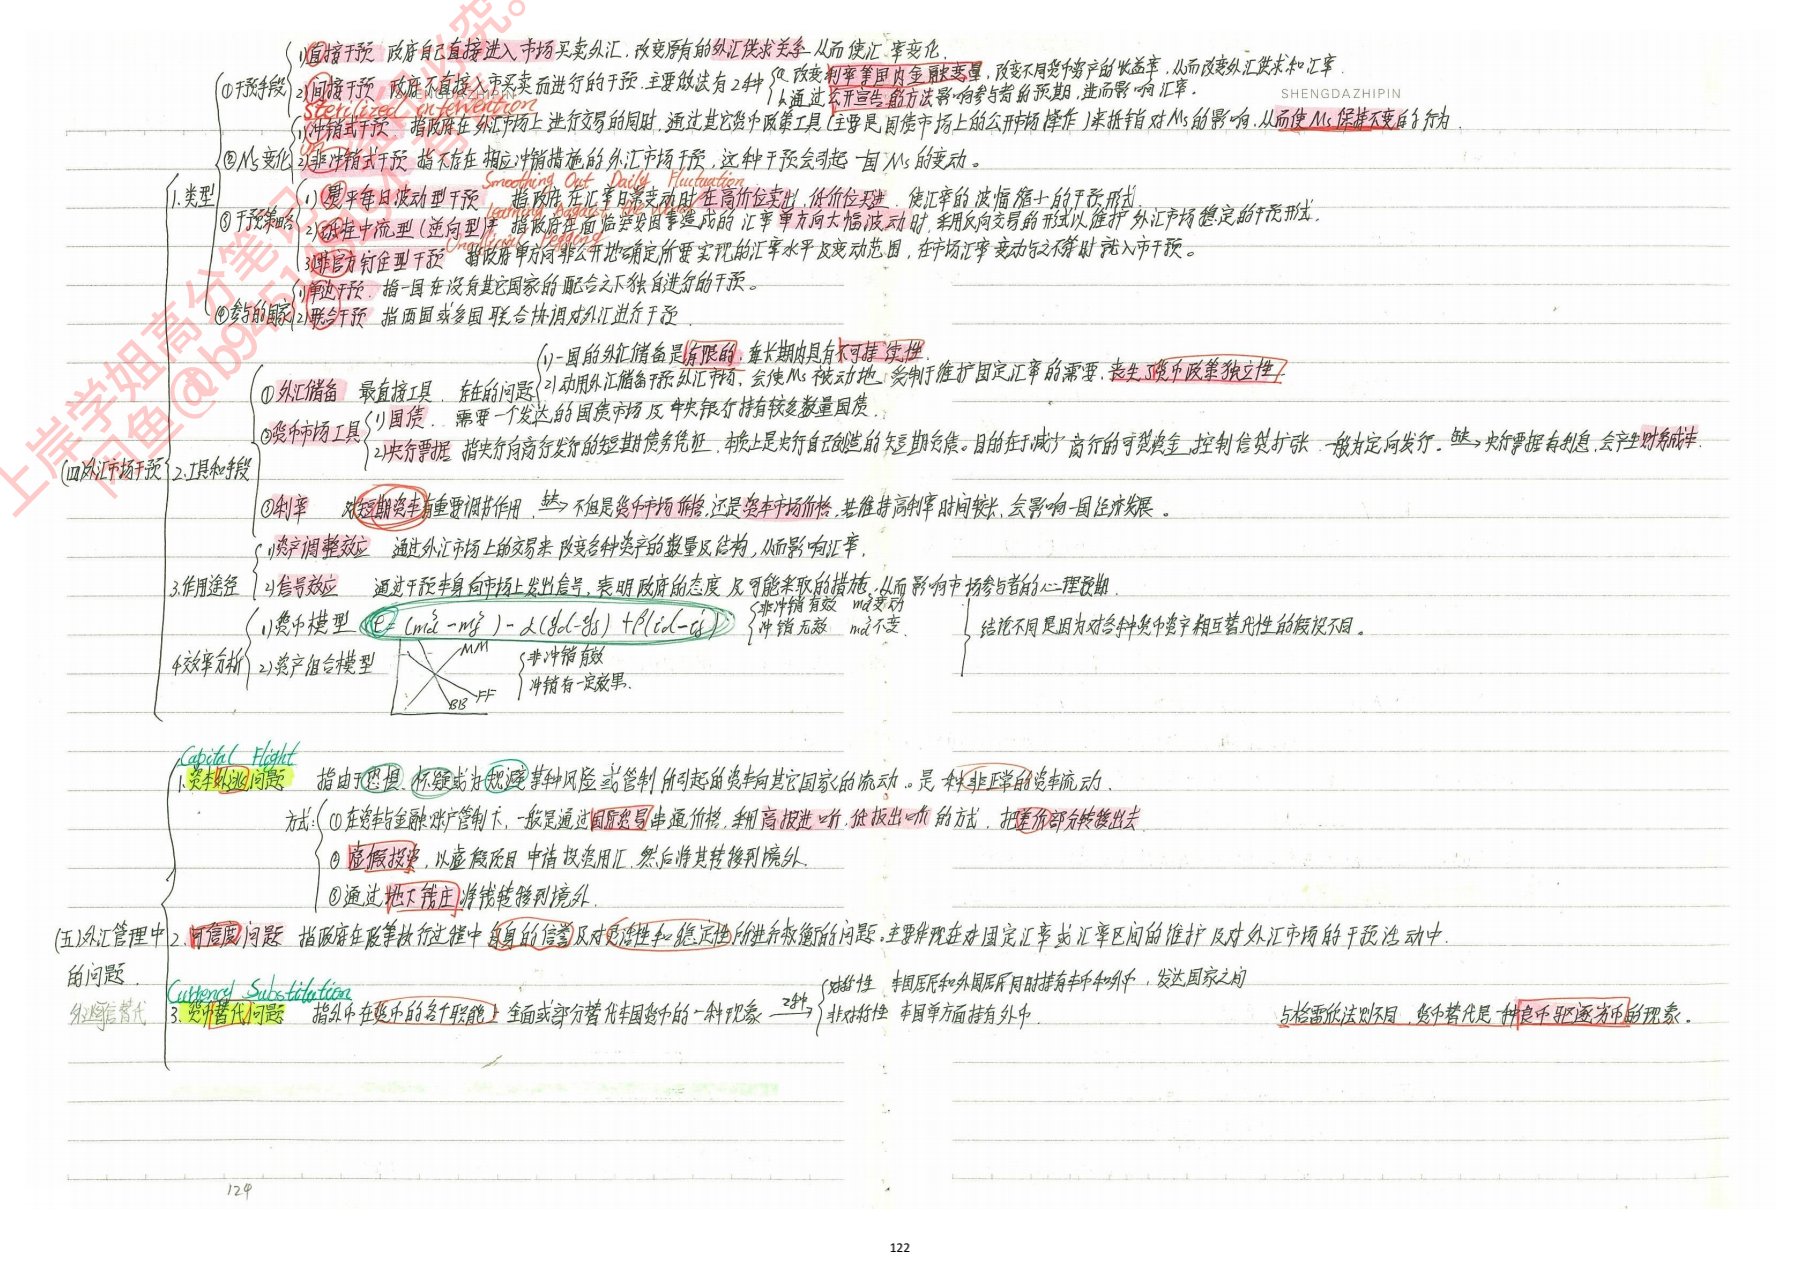 1)直接干预 政府自己直接进入市场买卖外汇,改变原有的外汇供求关系从而使汇率变化.
①干预手段 2)间接干预 政府不直接入市买卖而进行的干预.主要做法有2种 a.改变利率等国内金融变量,改变不同货币资产的收益率,从而改变外汇供求和汇率.
b.通过公开宣告的方法影响参与者的预期,进而影响汇率.
SHENGDAZHIPIN
Sterilized intervention
1)冲销式干预 指政府在外汇市场上进行交易的同时,通过其它货币政策工具(主要是国债市场上的公开市场操作)来抵销对Ms的影响,从而使Ms保持不变的行为.
②Ms变化 2)非冲销式干预 指不存在相应冲销措施的外汇市场干预,这种干预会引起一国Ms的变动。
Smoothing Out Daily Fluctuation
1.类型
1)熨平每日波动型干预 指政府在汇率日常变动时在高价位卖出,低价位买进,使汇率的波幅缩小的干预形式.
③干预策略 2)砥柱中流型(逆向型) 指政府在面临突发因素造成的汇率单方向大幅波动时,采用反向交易的形式以维护外汇市场稳定的干预形式.
Unofficial Pegging
3)非官方钉住型干预 指政府单方向非公开地确定所要实现的汇率水平及变动范围,在市场汇率变动与之不符时就入市干预。
1)单边干预. 指一国在没有其它国家的配合之下独自进行的干预。
④参与的国家 2)联合干预 指两国或多国联合协调对外汇进行干预.
1)一国的外汇储备是有限的,在长期内具有不可持续性.
①外汇储备 最直接工具. 存在的问题 2)动用外汇储备干预外汇市场,会使Ms被动地受制于维护固定汇率的需要,丧失了货币政策独立性.
②货币市场工具 1)国债. 需要一个发达的国债市场及中央银行持有较多数量国债.
2)央行票据 指央行向商行发行的短期债务凭证,本质上是央行自己创造的短期负债。目的在于减少商行的可贷资金,控制信贷扩张.一般为定向发行. 缺点→央行票据有利息,会产生财务成本.
(四)外汇市场干预 2.工具和手段
③利率 对短期资本有重要调节作用. 缺点→不但是货币市场价格,还是资本市场价格,若维持高利率时间较长,会影响一国经济发展。
1)资产调整效应 通过外汇市场上的交易来改变各种资产的数量及结构,从而影响汇率.
3.作用途径 2)信号效应 通过干预本身向市场上发出信号,表明政府的态度及可能采取的措施,从而影响市场参与者的心理预期.
1)货币模型 e=(md-mf)-α(yd-yf)+β(id-if) 非冲销有效 md变动
冲销无效 md不变.
结论不同是因为对各种货币资产相互替代性的假设不同。
4.效率分析 2)资产组合模型 MM FF BB 非冲销有效
冲销有一定效果.
Capital Flight
1.资本外逃问题 指由于恐惧、怀疑或为规避某种风险或管制所引起的资本向其它国家的流动。是一种非正常的资本流动.
方式: ①在资本与金融账户管制下,一般是通过国际贸易串通价格,采用高报进口价,低报出口价的方式,把差价部分转移出去
② 虚假投资,以虚假项目申请投资用汇,然后将其转移到境外.
③通过地下钱庄将钱转移到境外.
(五)外汇管理中 2.可信度问题 指政府在政策执行过程中自身的信誉及对灵活性和稳定性所进行权衡的问题.主要体现在对固定汇率或汇率区间的维护及对外汇市场的干预活动中.
的问题.
Currency Substitution
对称性 本国居民和外国居民同时持有本币和外币,发达国家之间
外逃可信替代 3.货币替代问题 指外币在货币的各个职能上全面或部分替代本国货币的一种现象 2种→ 非对称性 本国单方面持有外币. 与格雷欣法则不同,货币替代是一种良币驱逐劣币的现象。
124
122
上岸学姐高分笔记